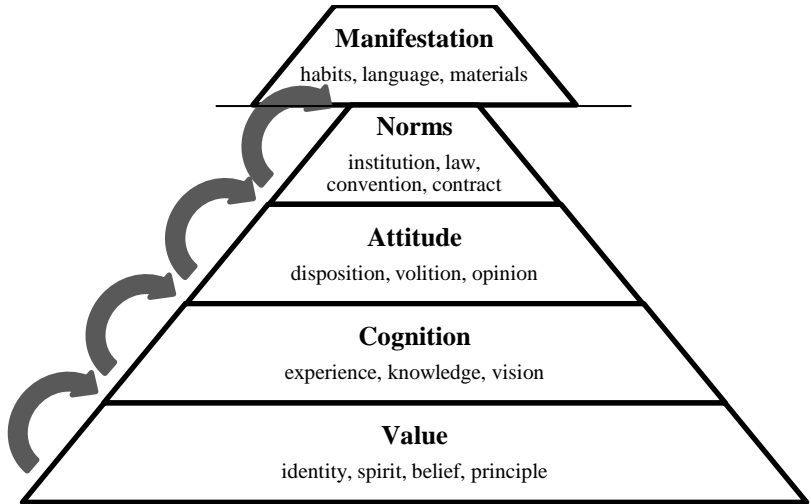 Manifestation
habits, language, materials
Norms
institution, law,
convention, contract
Attitude
disposition, volition, opinion
Cognition
experience, knowledge, vision
Value
identity, spirit, belief, principle